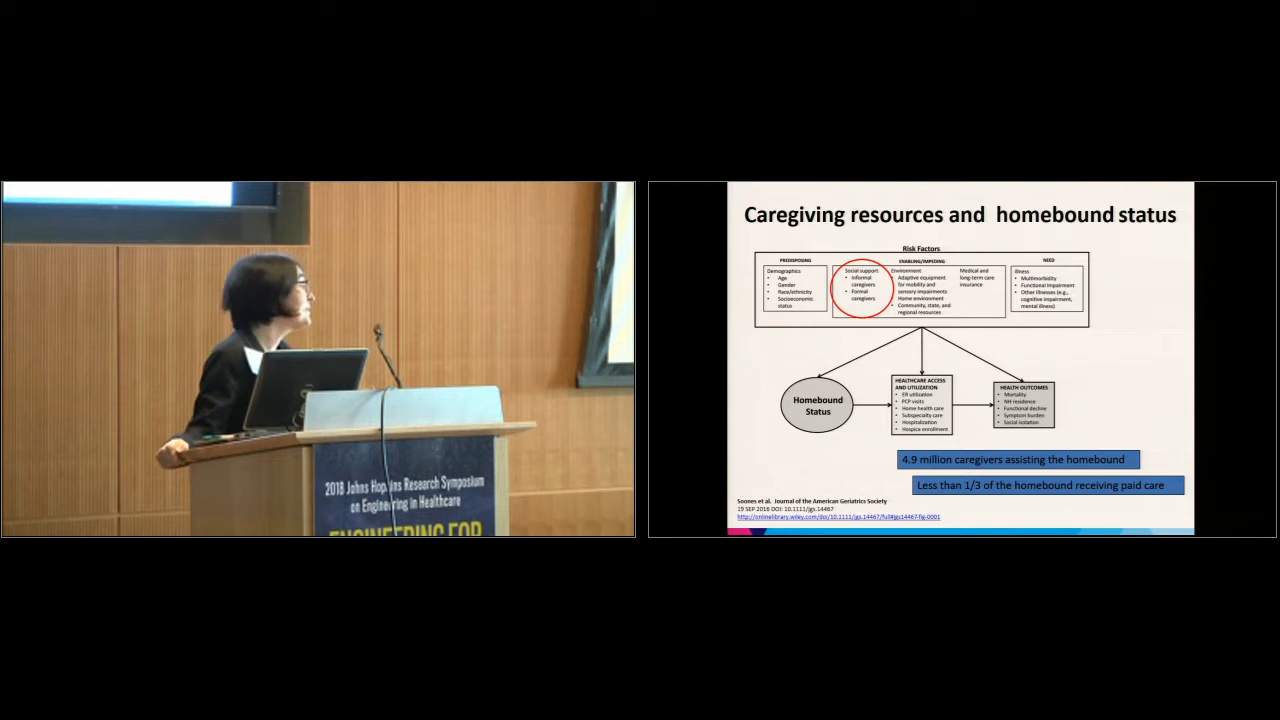 2018 Johns Hopkins Research Symposium
on Engineering in Healthcare
ENGINEERING FOR
Caregiving resources and homebound status
Risk Factors
PREDISPOSING
Demographics
• Age
• Gender
• Race/ethnicity
• Socioeconomic
status
ENABLING/IMPEDING
Social support
• Informal
caregivers
• Formal
caregivers
Environment
• Adaptive equipment
for mobility and
sensory impairments
Home environment
• Community, state, and
regional resources
Medical and
long-term care
insurance
NEED
Illness
• Multimorbidity
• Functional impairment
• Other illnesses (e.g.,
cognitive impairment,
mental illness)
Homebound
Status
HEALTHCARE ACCESS
AND UTILIZATION
• ER utilization
• PCP visits
• Home health care
• Subspecialty care
• Hospitalization
• Hospice enrollment
HEALTH OUTCOMES
• Mortality
• NH residence
• Functional decline
• Symptom burden
• Social isolation
4.9 million caregivers assisting the homebound
Less than 1/3 of the homebound receiving paid care
Soones et al. Journal of the American Geriatrics Society
19 SEP 2016 DOI: 10.1111/jgs.14467
http://onlinelibrary.wiley.com/doi/10.1111/jgs.14467/full#jgs14467-fig-0001